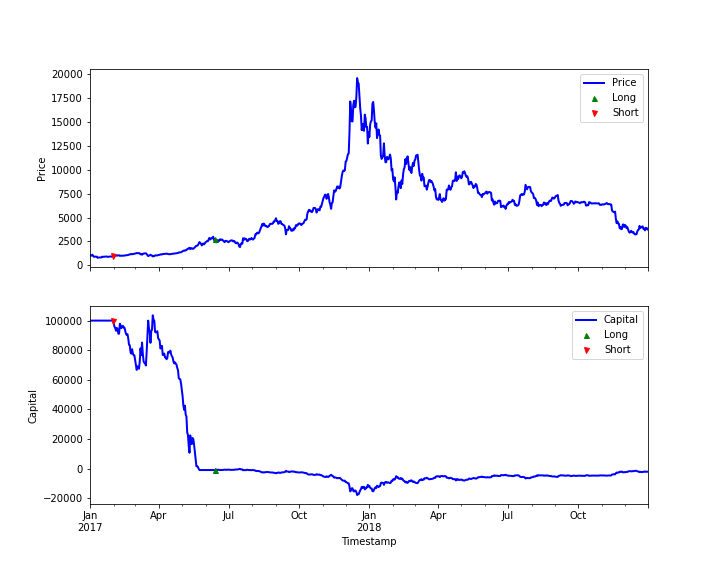 20000
17500
15000
12500
10000
7500
5000
2500
0
Price
Price
Long
Short
100000
80000
60000
40000
20000
0
−20000
Capital
Capital
Long
Short
Jan Apr Jul Oct Jan Apr Jul Oct
2017 2018
Timestamp